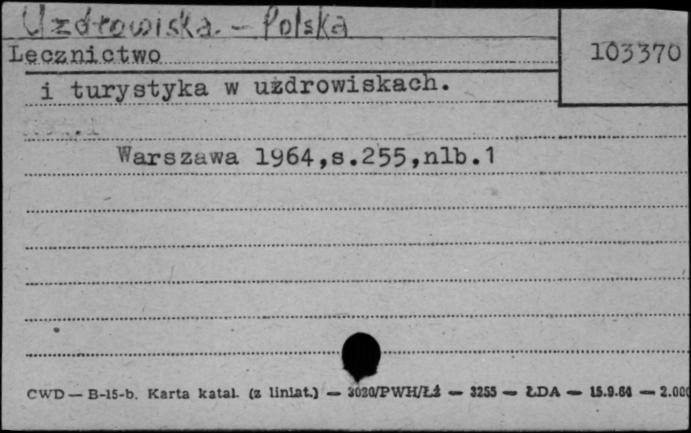 Uzdrowiska. - Polska
103370
Lecznictwo
i turystyka w uzdrowiskach.
Warszawa 1964,s.255,nlb.1
CWD — B-15-b. Karta katal. (z liniat.) — 3020/PWH/Łź — 3255 — ŁDA — 15.9.64 — 2.000